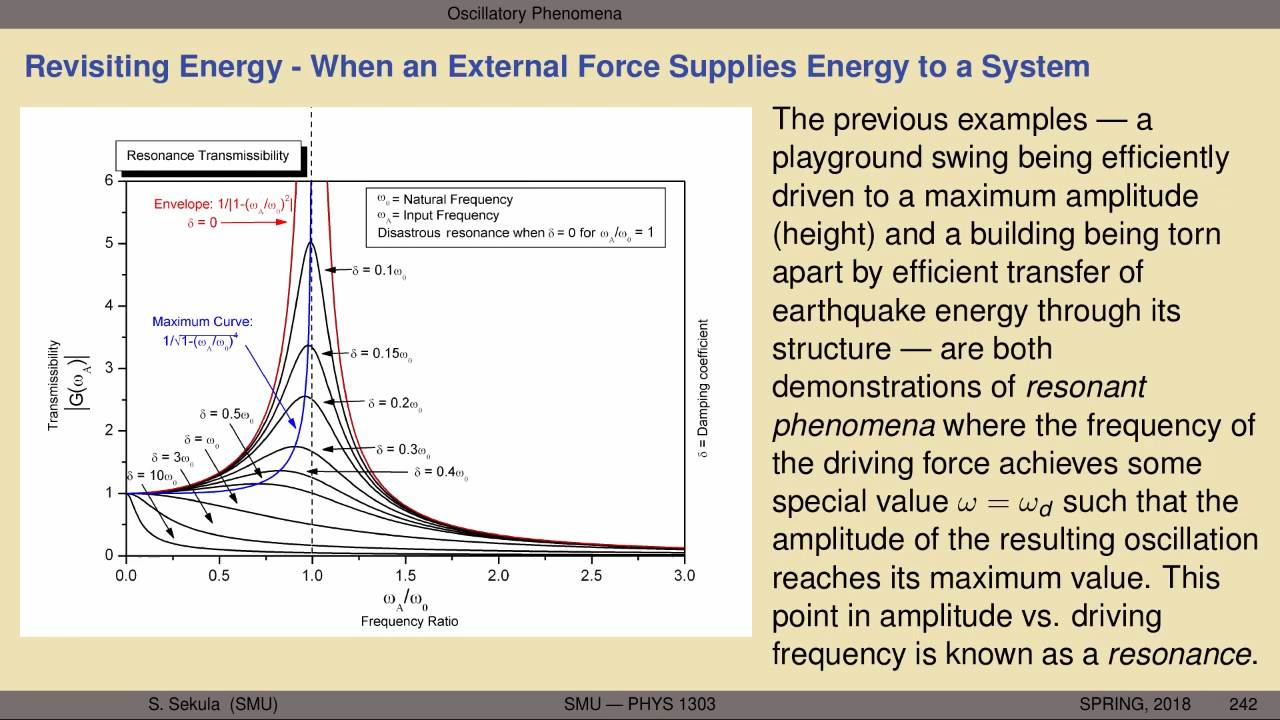 Oscillatory Phenomena
Revisiting Energy - When an External Force Supplies Energy to a System
Resonance Transmissibility
Envelope: 1/|1-(ω_A/ω_0)^2|
δ = 0
ω_0 = Natural Frequency
ω_A = Input Frequency
Disastrous resonance when δ = 0 for ω_A/ω_0 = 1
δ = 0.1ω_0
Maximum Curve:
1/√1-(ω_A/ω_0)^4
δ = 0.15ω_0
δ = 0.2ω_0
δ = 0.5ω_0
δ = ω_0
δ = 3ω_0
δ = 10ω_0
δ = 0.3ω_0
δ = 0.4ω_0
6
5
4
3
2
1
0
Transmissibility
|G(ω_A)|
δ = Damping coefficient
0.0 0.5 1.0 1.5 2.0 2.5 3.0
ω_A/ω_0
Frequency Ratio
The previous examples — a
playground swing being efficiently
driven to a maximum amplitude
(height) and a building being torn
apart by efficient transfer of
earthquake energy through its
structure — are both
demonstrations of resonant
phenomena where the frequency of
the driving force achieves some
special value ω = ω_d such that the
amplitude of the resulting oscillation
reaches its maximum value. This
point in amplitude vs. driving
frequency is known as a resonance.
S. Sekula (SMU) SMU — PHYS 1303 SPRING, 2018 242